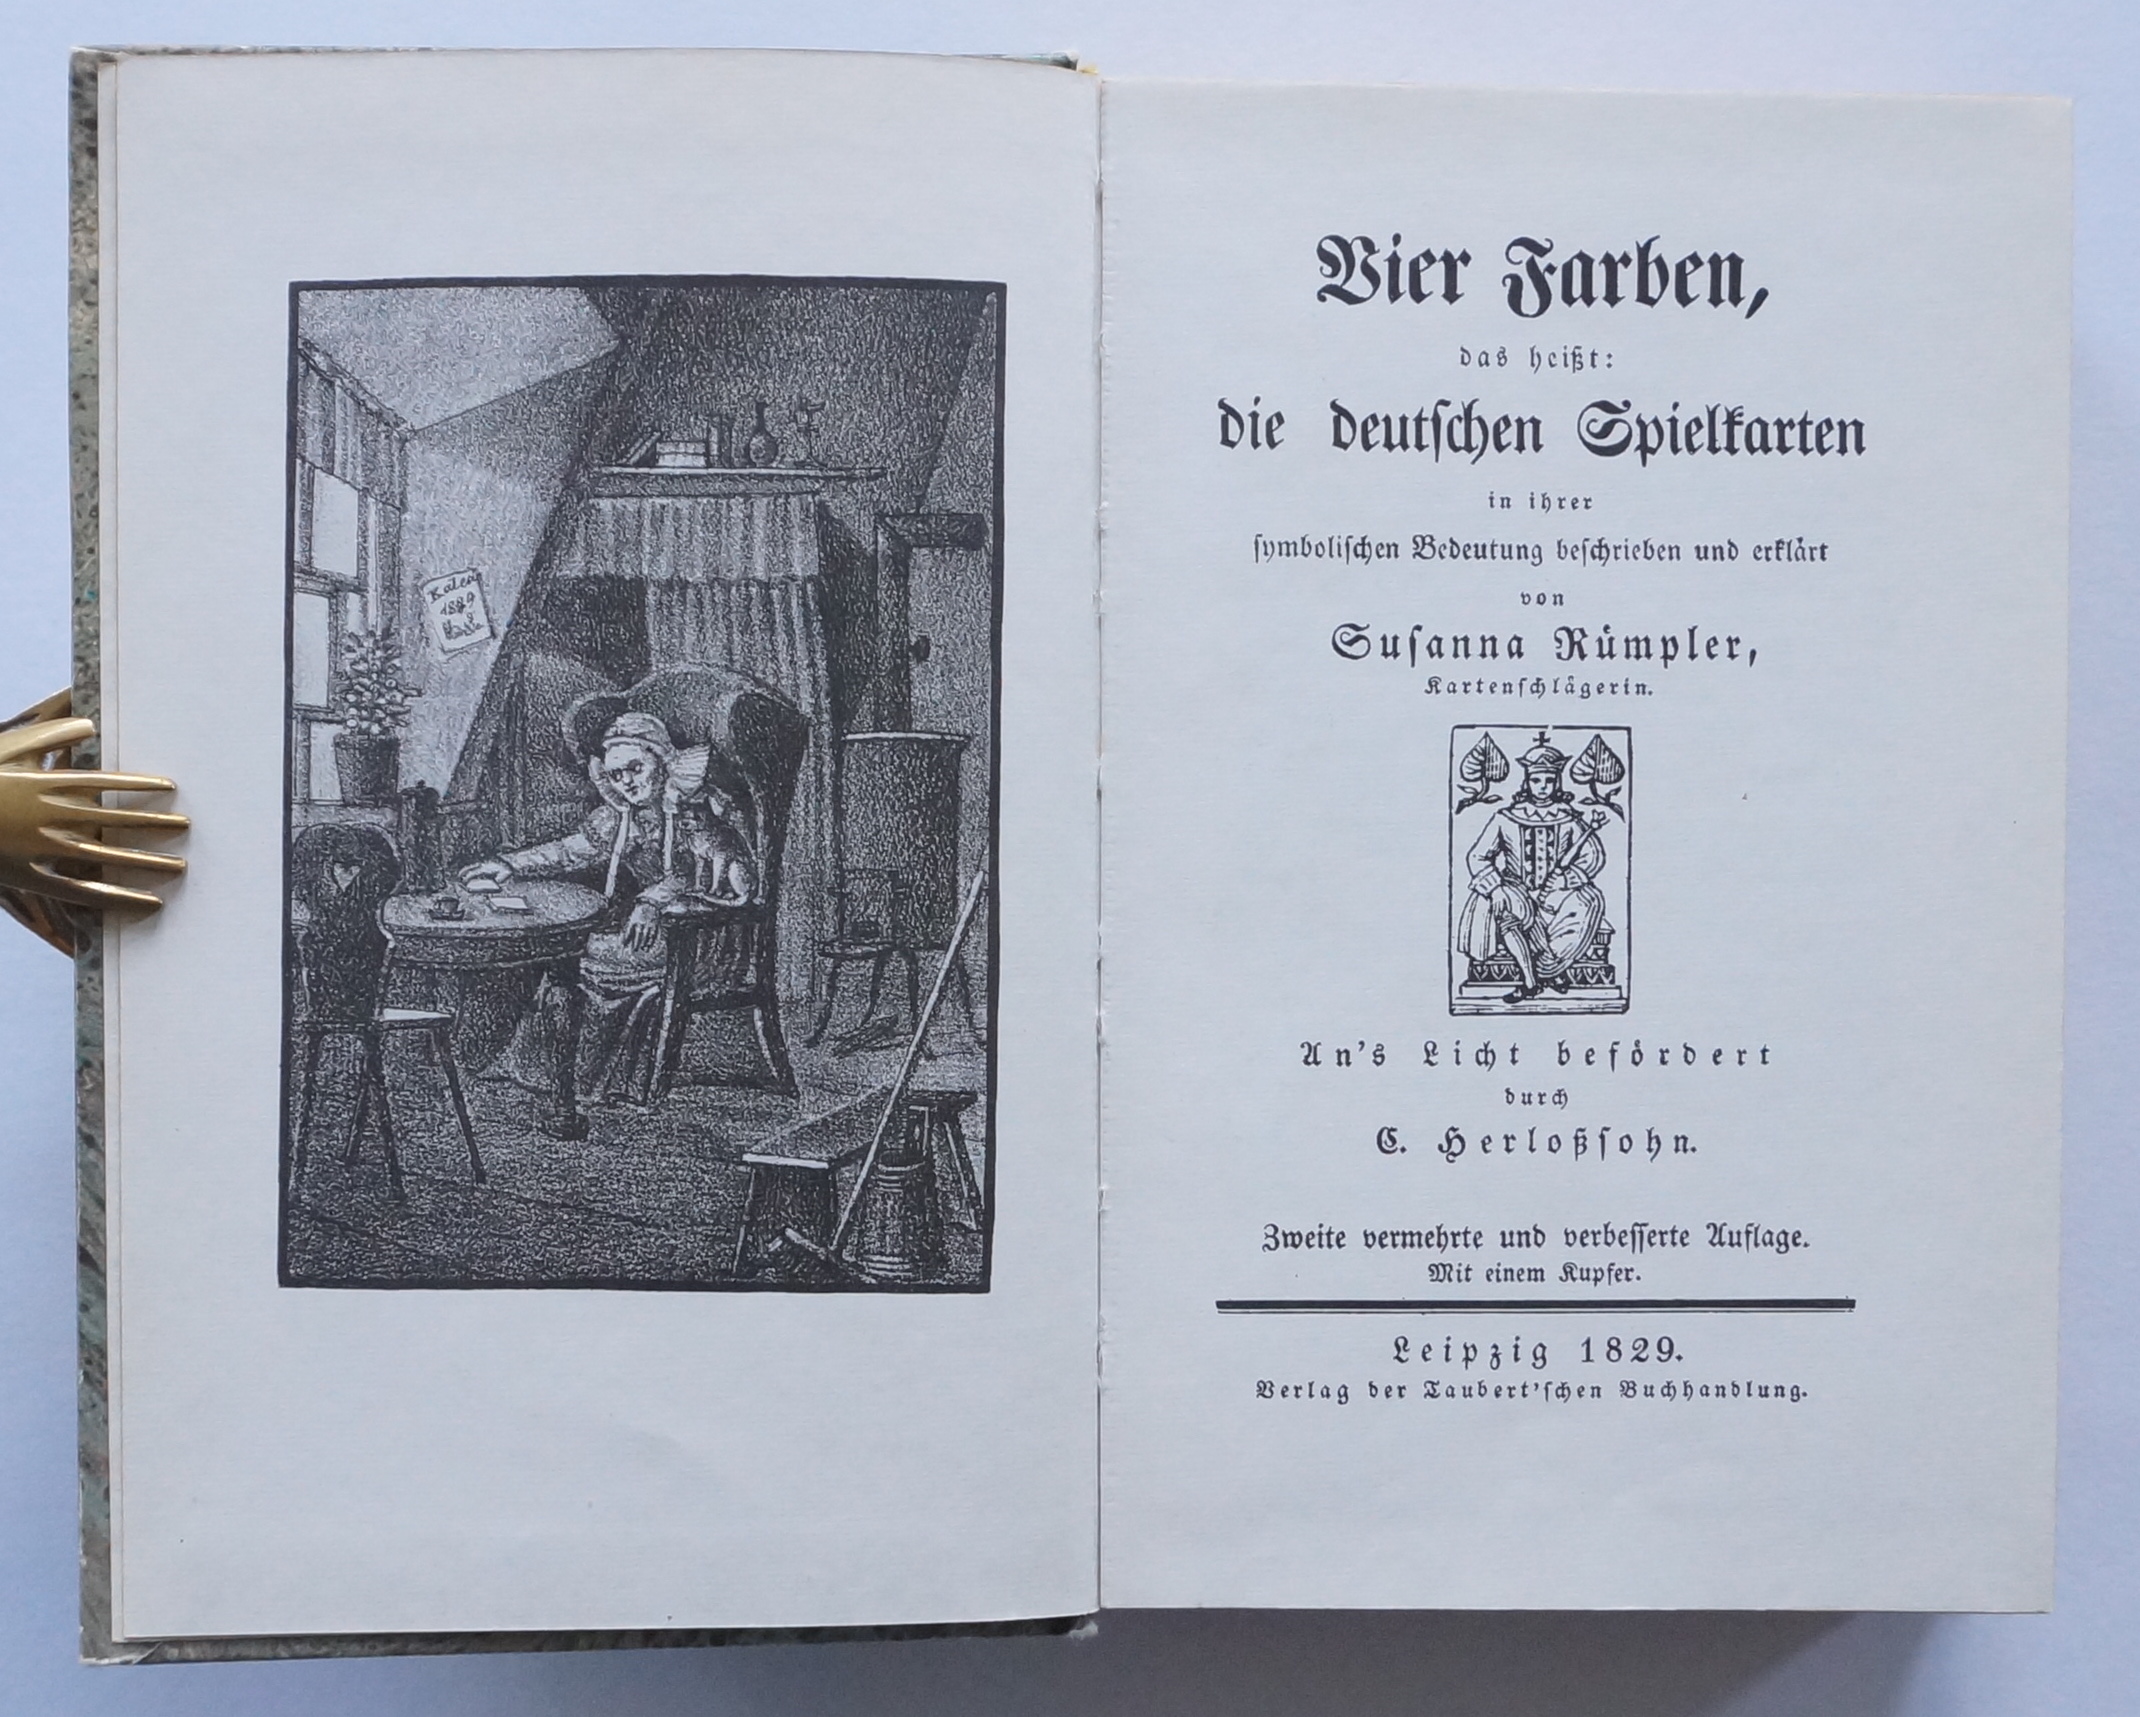 Kalen
1829
Vier Farben,
das heißt:
die deutſchen Spielkarten
in ihrer
ſymboliſchen Bedeutung beſchrieben und erklärt
von
Suſanna Rümpler,
Kartenſchlägerin.
An's Licht befördert
durch
C. Herloßſohn.
Zweite vermehrte und verbeſſerte Auflage.
Mit einem Kupfer.
Leipzig 1829.
Verlag der Taubert'ſchen Buchhandlung.